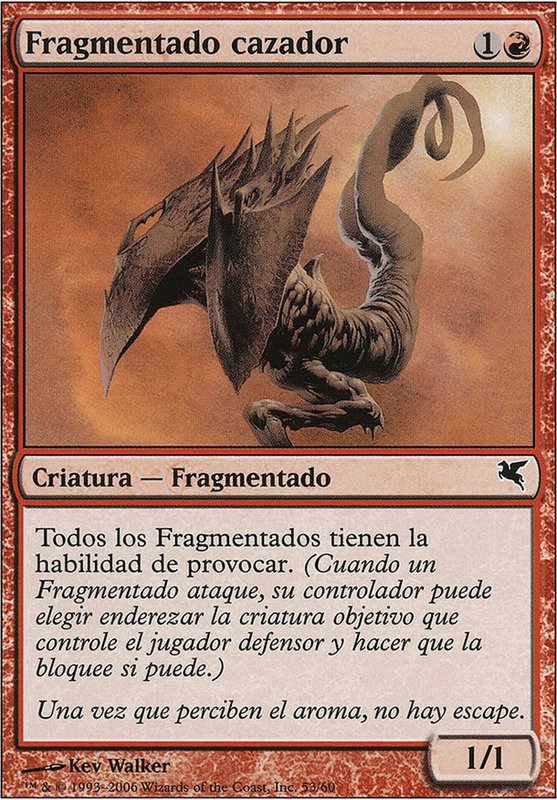 Fragmentado cazador
1
Criatura — Fragmentado
Todos los Fragmentados tienen la
habilidad de provocar. (Cuando un
Fragmentado ataque, su controlador puede
elegir enderezar la criatura objetivo que
controle el jugador defensor y hacer que la
bloquee si puede.)
Una vez que perciben el aroma, no hay escape.
1/1
Kev Walker
™ & © 1993-2006 Wizards of the Coast, Inc. 53/60